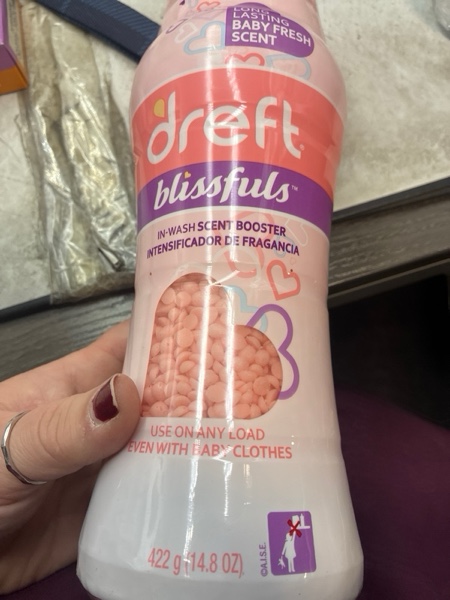 LONG
LASTING
BABY FRESH
SCENT
dreft
blissfuls™
IN-WASH SCENT BOOSTER
INTENSIFICADOR DE FRAGANCIA
USE ON ANY LOAD
EVEN WITH BABY CLOTHES
422 g (14.8 OZ)
©A.I.S.E.